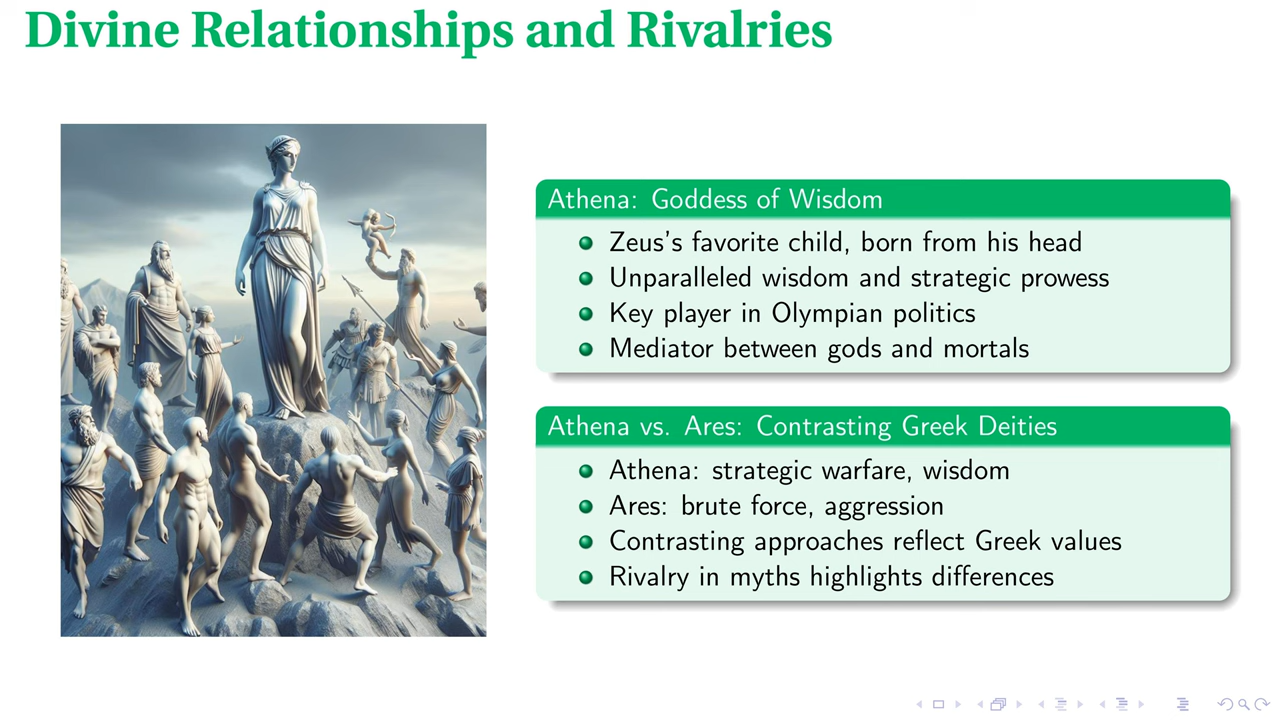 Divine Relationships and Rivalries
Athena: Goddess of Wisdom
Zeus's favorite child, born from his head
Unparalleled wisdom and strategic prowess
Key player in Olympian politics
Mediator between gods and mortals
Athena vs. Ares: Contrasting Greek Deities
Athena: strategic warfare, wisdom
Ares: brute force, aggression
Contrasting approaches reflect Greek values
Rivalry in myths highlights differences